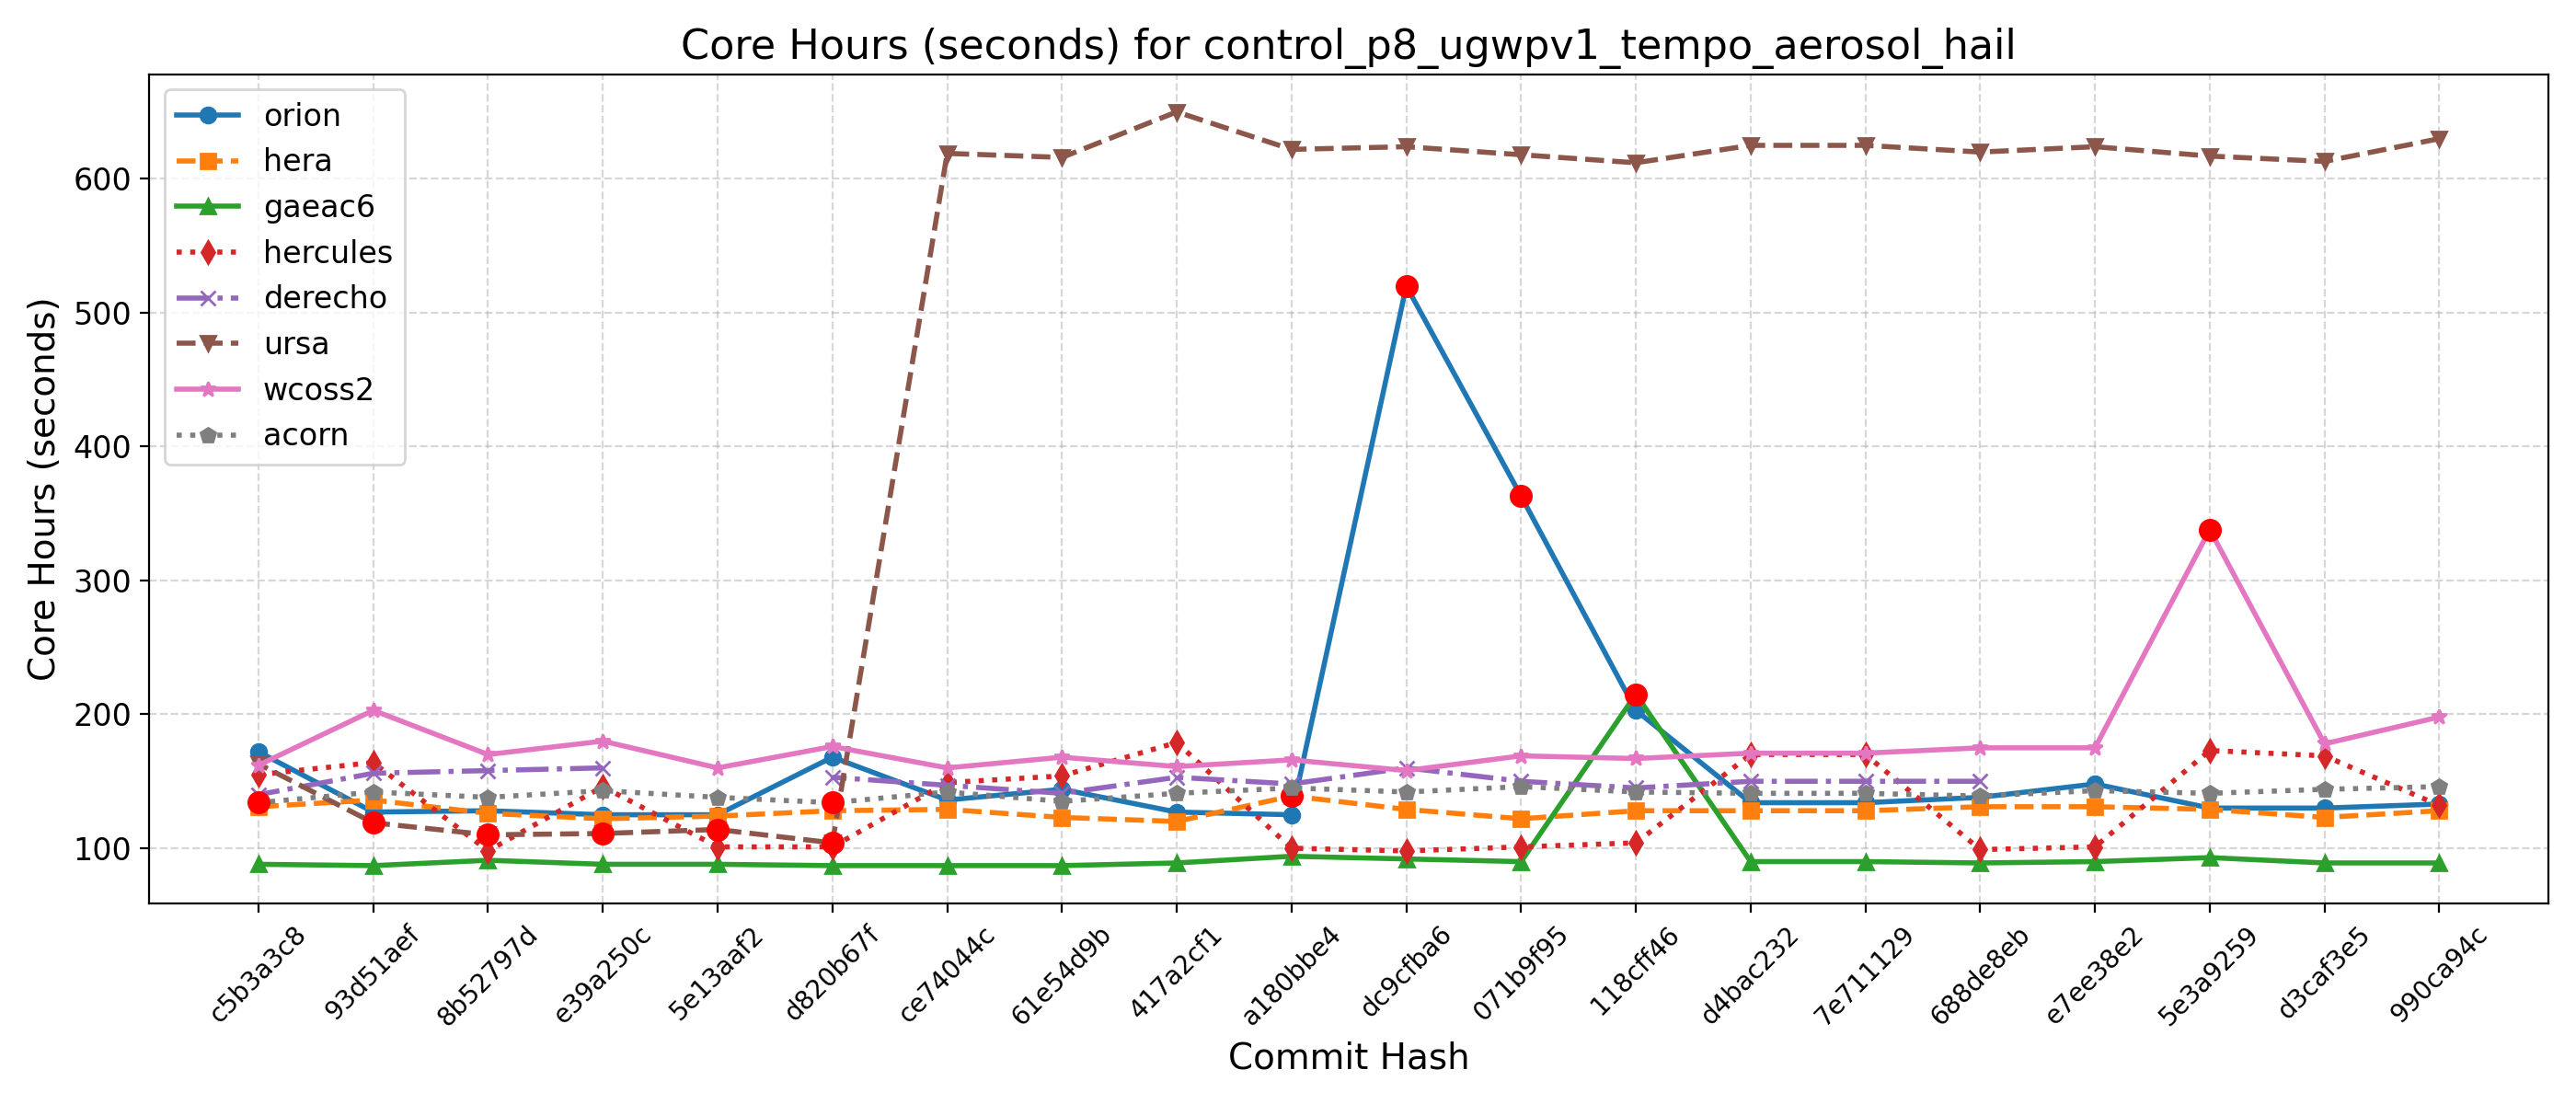 Core Hours (seconds) for control_p8_ugwpv1_tempo_aerosol_hail
Core Hours (seconds)
600
500
400
300
200
100
orion
hera
gaeac6
hercules
derecho
ursa
wcoss2
acorn
c5b3a3c8
93d51aef
8b52797d
e39a250c
5e13aaf2
d820b67f
ce74044c
61e54d9b
417a2cf1
a180bbe4
dc9cfba6
071b9f95
118cff46
d4bac232
7e711129
688de8eb
e7ee38e2
5e3a9259
d3caf3e5
990ca94c
Commit Hash